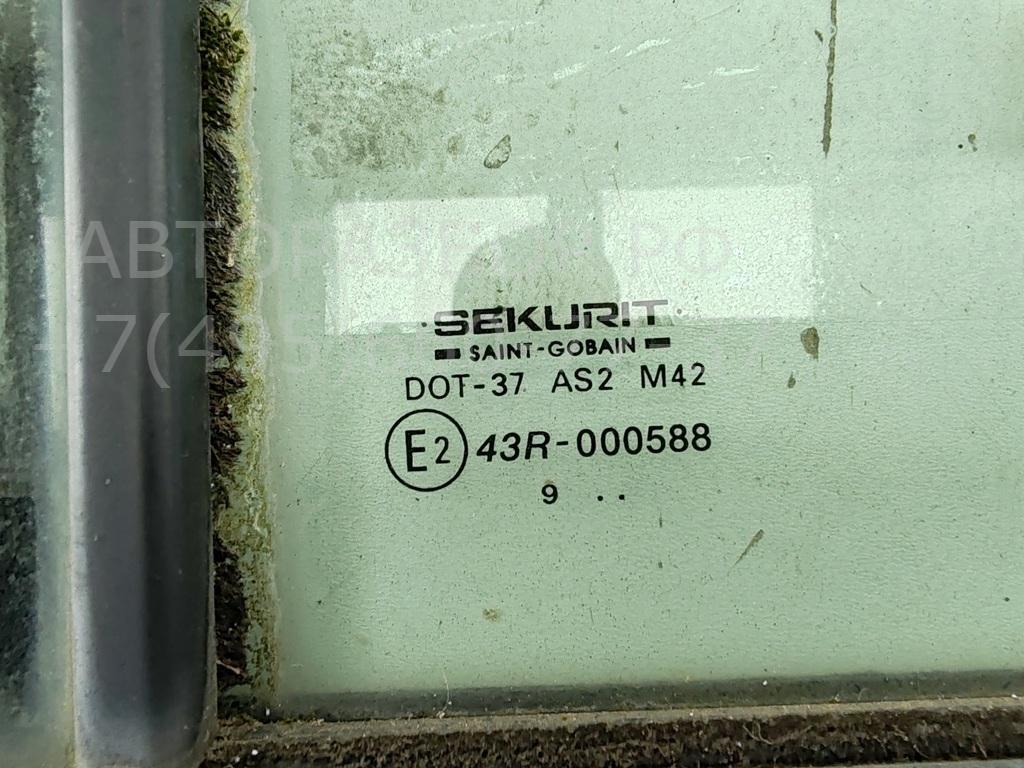 SEKURIT
SAINT-GOBAIN
DOT-37 AS2 M42
E2 43R-000588
9 ..